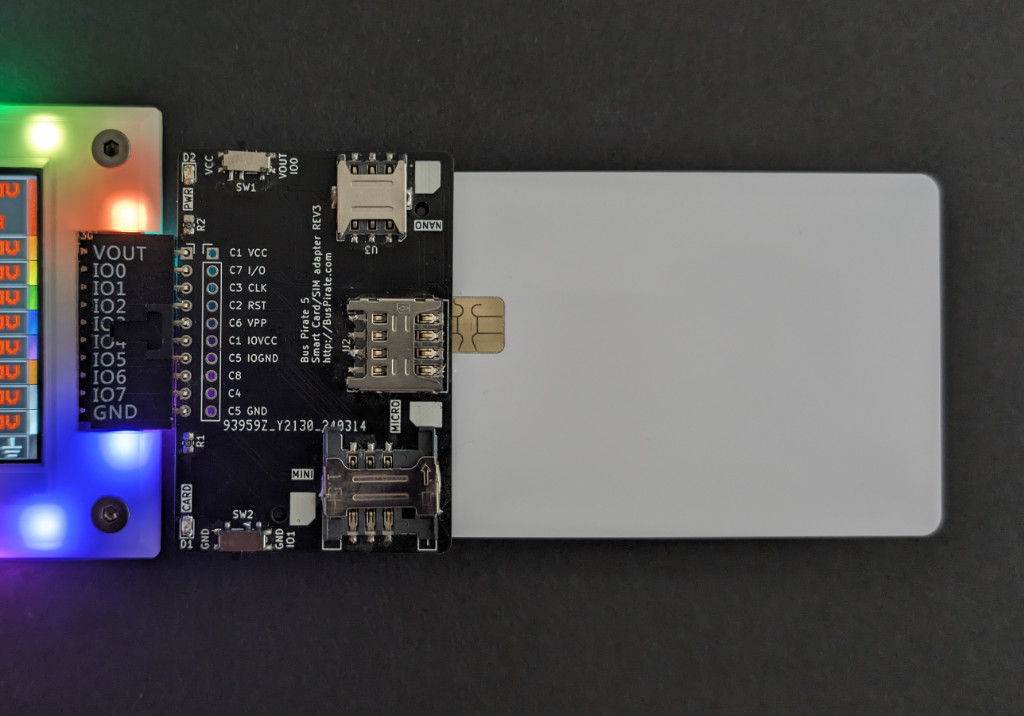 VOUT
IO0
IO1
IO2
IO5
IO6
IO7
GND
D2
PWR
R2
VCC
VOUT
IO0
SW1
C1 VCC
C7 I/O
C3 CLK
C2 RST
C6 VPP
C1 IOVCC
C5 IOGND
C8
C4
C5 GND
93959Z_Y2130_240314
Bus Pirate 5
Smart Card/SIM adapter REV3
http://BusPirate.com
U3
NANO
U2
MICRO
MINI
R1
CARD
D1
SW2
GND
GND
IO1